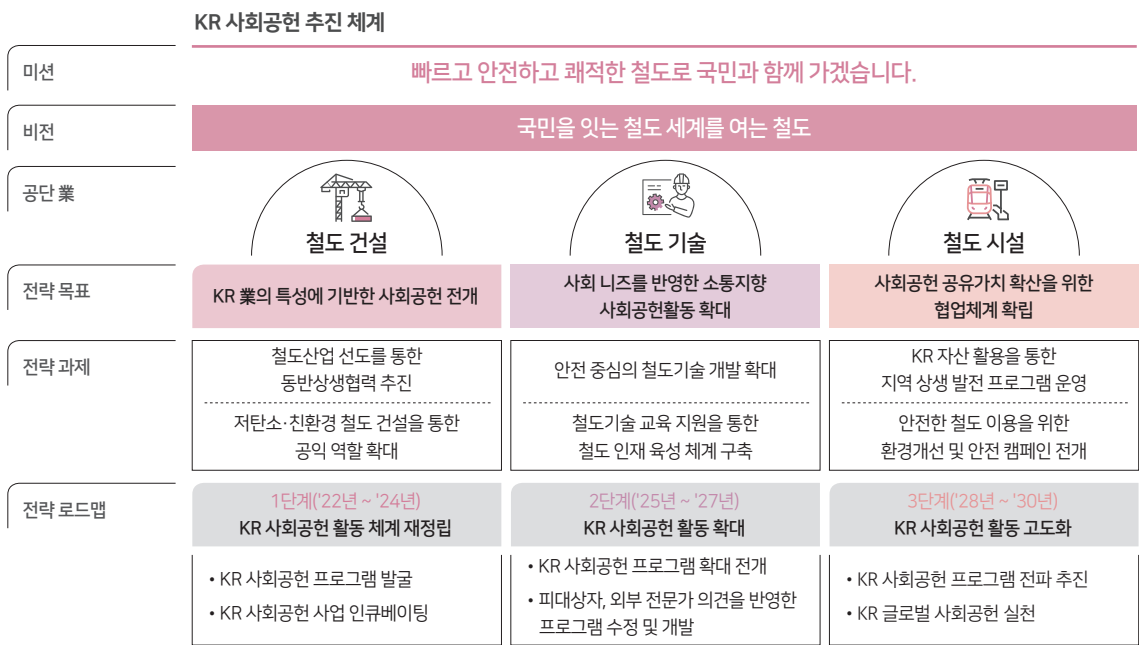 KR 사회공헌 추진 체계
미션
빠르고 안전하고 쾌적한 철도로 국민과 함께 가겠습니다.
비전
국민을 잇는 철도 세계를 여는 철도
공단 業
철도 건설
철도 기술
철도 시설
전략 목표
KR 業의 특성에 기반한 사회공헌 전개
사회 니즈를 반영한 소통지향
사회공헌활동 확대
사회공헌 공유가치 확산을 위한
협업체계 확립
전략 과제
철도산업 선도를 통한
동반상생협력 추진
저탄소·친환경 철도 건설을 통한
공익 역할 확대
안전 중심의 철도기술 개발 확대
철도기술 교육 지원을 통한
철도 인재 육성 체계 구축
KR 자산 활용을 통한
지역 상생 발전 프로그램 운영
안전한 철도 이용을 위한
환경개선 및 안전 캠페인 전개
전략 로드맵
1단계('22년 ~ '24년)
KR 사회공헌 활동 체계 재정립
• KR 사회공헌 프로그램 발굴
• KR 사회공헌 사업 인큐베이팅
2단계('25년 ~ '27년)
KR 사회공헌 활동 확대
• KR 사회공헌 프로그램 확대 전개
• 피대상자, 외부 전문가 의견을 반영한
프로그램 수정 및 개발
3단계('28년 ~ '30년)
KR 사회공헌 활동 고도화
• KR 사회공헌 프로그램 전파 추진
• KR 글로벌 사회공헌 실천